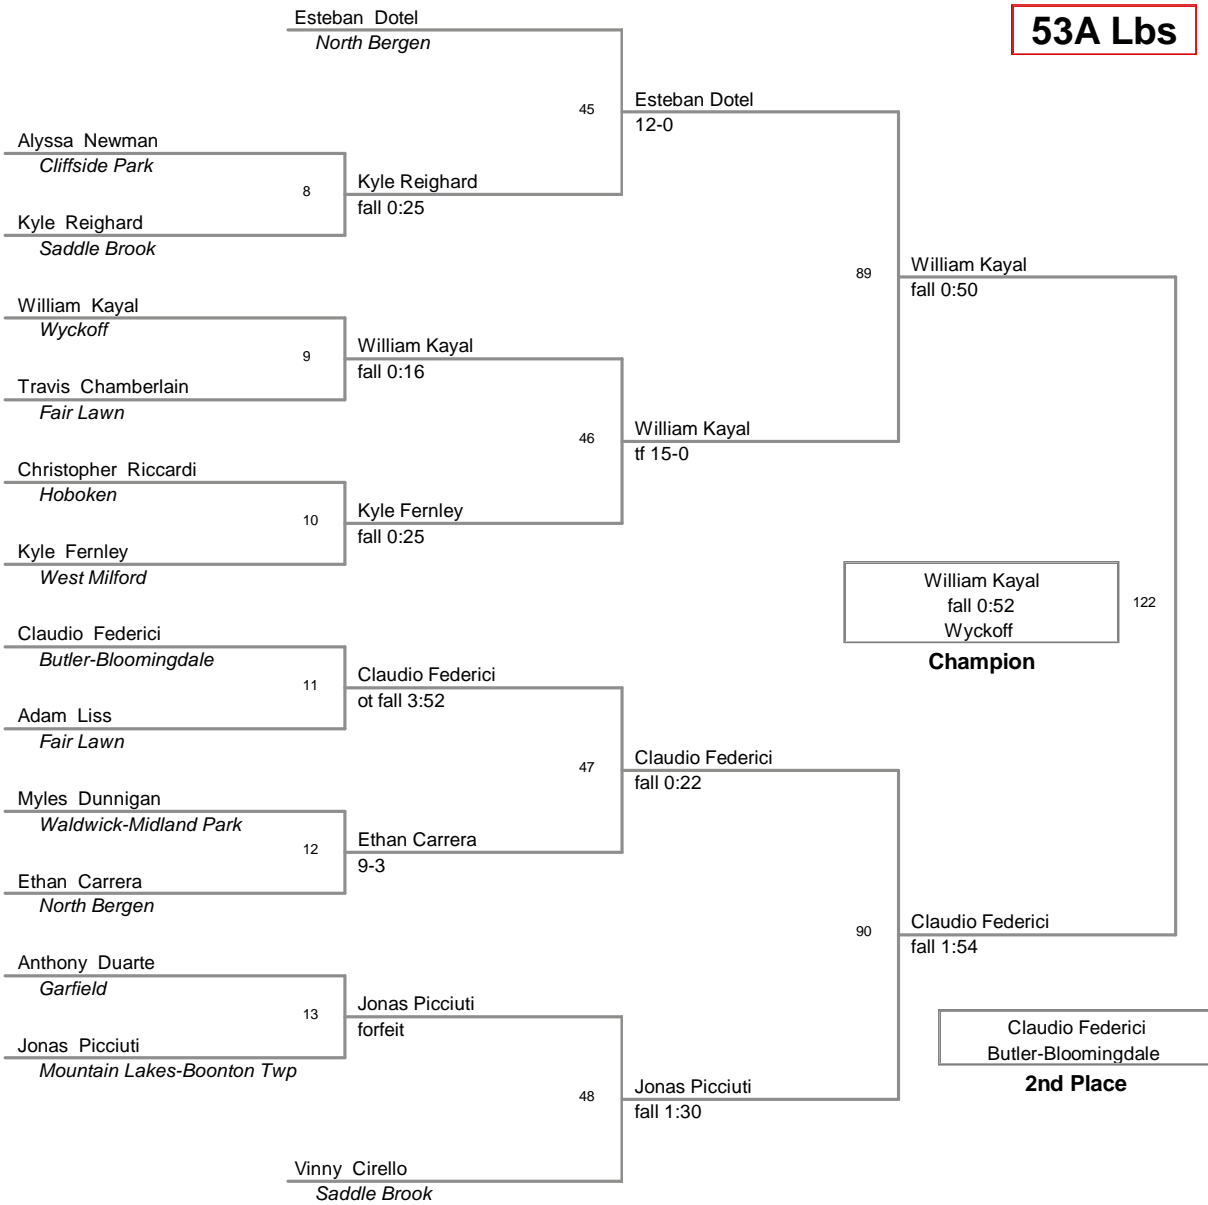 Esteban  Dotel
North Bergen
53A Lbs
45
Esteban Dotel
12-0
Alyssa  Newman
Cliffside Park
8
Kyle Reighard
fall 0:25
Kyle  Reighard
Saddle Brook
89
William Kayal
fall 0:50
William  Kayal
Wyckoff
9
William Kayal
fall 0:16
Travis  Chamberlain
Fair Lawn
46
William Kayal
tf 15-0
Christopher  Riccardi
Hoboken
10
Kyle Fernley
fall 0:25
Kyle  Fernley
West Milford
William Kayal
fall 0:52
Wyckoff
122
Champion
Claudio  Federici
Butler-Bloomingdale
11
Claudio Federici
ot fall 3:52
Adam  Liss
Fair Lawn
47
Claudio Federici
fall 0:22
Myles  Dunnigan
Waldwick-Midland Park
12
Ethan Carrera
9-3
Ethan  Carrera
North Bergen
90
Claudio Federici
fall 1:54
Anthony  Duarte
Garfield
13
Jonas Picciuti
forfeit
Jonas  Picciuti
Mountain Lakes-Boonton Twp
Claudio Federici
Butler-Bloomingdale
2nd Place
48
Jonas Picciuti
fall 1:30
Vinny  Cirello
Saddle Brook